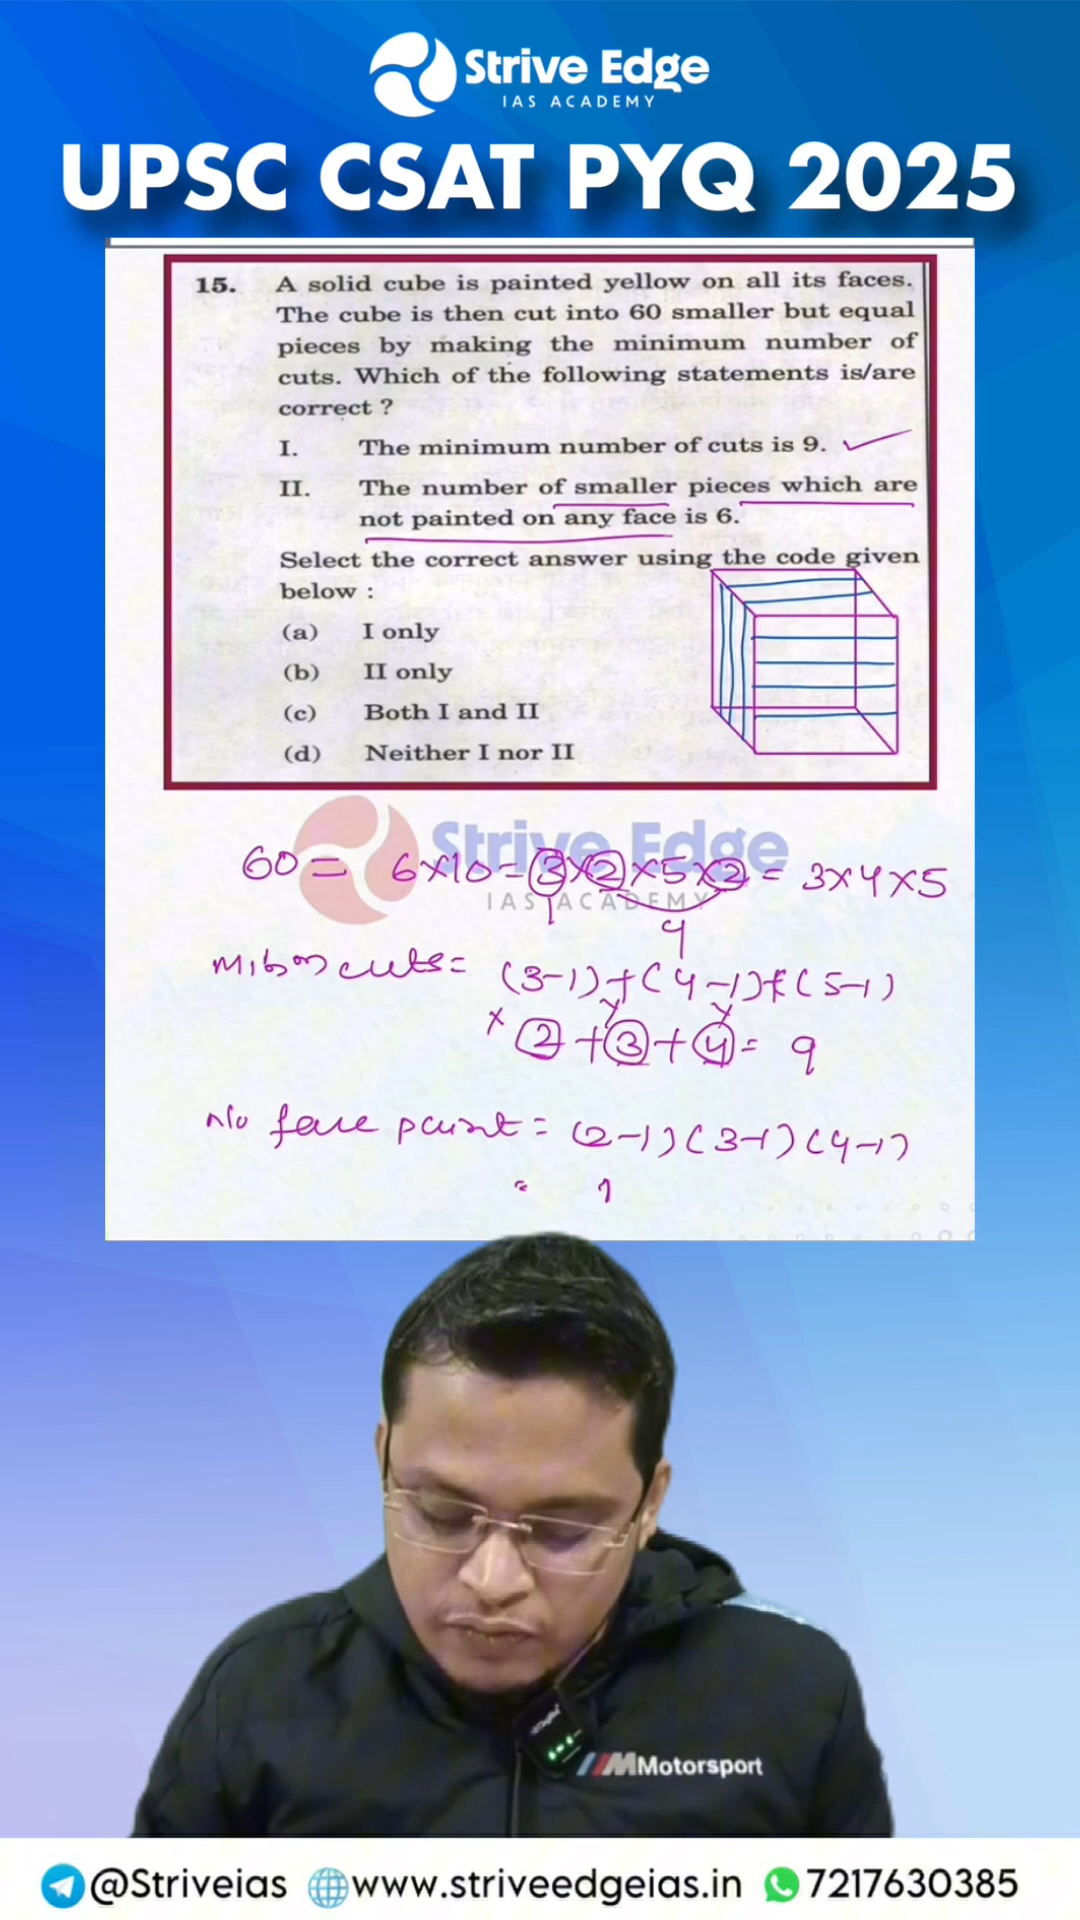 Strive Edge
IAS ACADEMY
UPSC CSAT PYQ 2025
15. A solid cube is painted yellow on all its faces.
The cube is then cut into 60 smaller but equal
pieces by making the minimum number of
cuts. Which of the following statements is/are
correct ?
I. The minimum number of cuts is 9.
II. The number of smaller pieces which are
not painted on any face is 6.
Select the correct answer using the code given
below :
(a) I only
(b) II only
(c) Both I and II
(d) Neither I nor II
Strive Edge
IAS ACADEMY
60 = 6×10 = 3×2×5×2 = 3×4×5
4
cuts = (3-1)+(4-1)+(5-1)
2+3+4 = 9
No face paint = (2-1)(3-1)(4-1)
= 1
Motorsport
@Striveias www.striveedgeias.in 7217630385